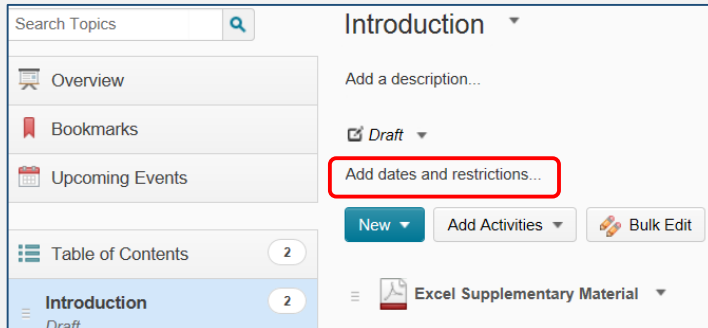 Search Topics
Overview
Bookmarks
Upcoming Events
Table of Contents 2
Introduction 2
Draft
Introduction
Add a description...
Draft
Add dates and restrictions...
New Add Activities Bulk Edit
Excel Supplementary Material